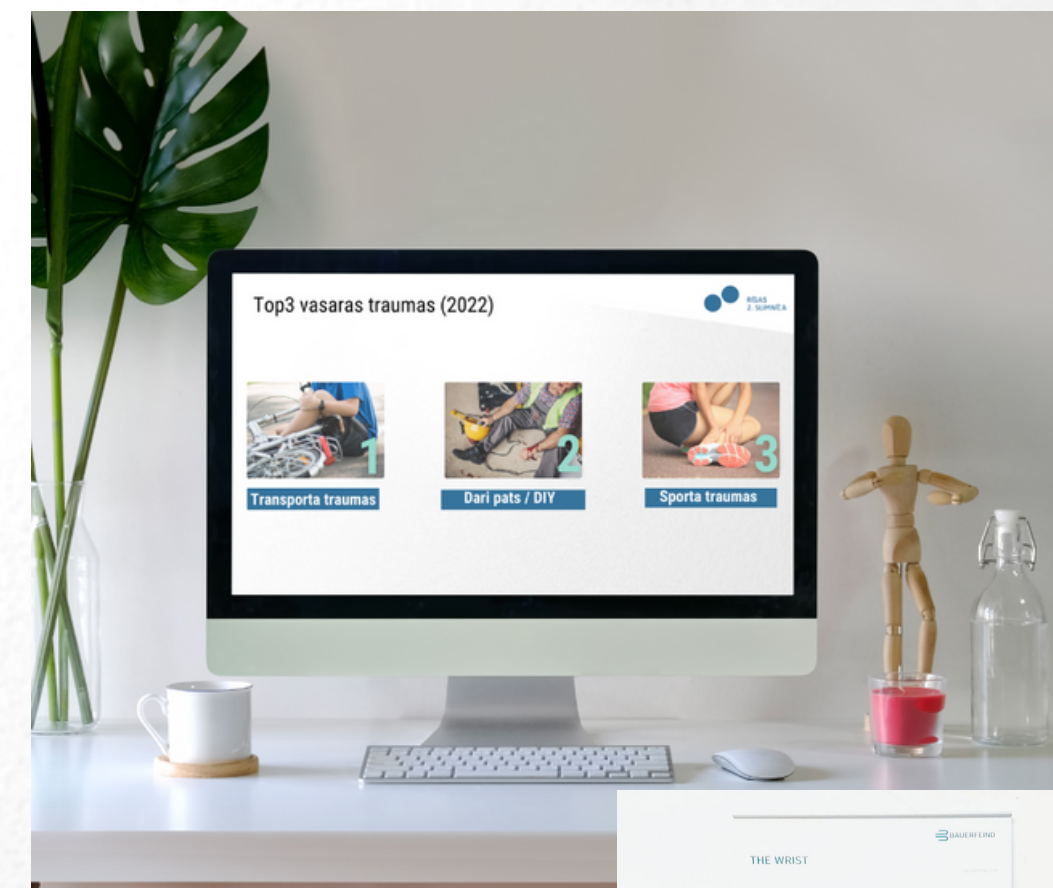 Top3 vasaras traumas (2022)
RĪGAS
2. SLIMNĪCA
1
2
3
Transporta traumas
Dari pats / DIY
Sporta traumas
BAUERFEIND
THE WRIST